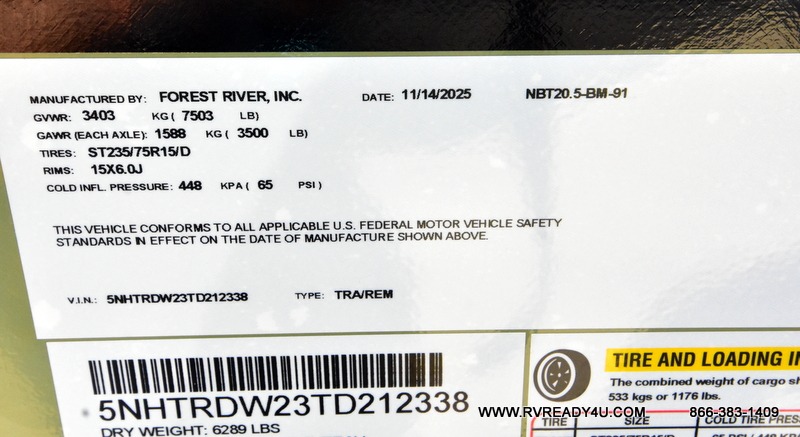 MANUFACTURED BY: FOREST RIVER, INC. DATE: 11/14/2025 NBT20.5-BM-91
GVWR: 3403 KG ( 7503 LB)
GAWR (EACH AXLE): 1588 KG ( 3500 LB)
TIRES: ST235/75R15/D
RIMS: 15X6.0J
COLD INFL. PRESSURE: 448 KPA ( 65 PSI )
THIS VEHICLE CONFORMS TO ALL APPLICABLE U.S. FEDERAL MOTOR VEHICLE SAFETY
STANDARDS IN EFFECT ON THE DATE OF MANUFACTURE SHOWN ABOVE.
V.I.N.: 5NHTRDW23TD212338 TYPE: TRA/REM
5NHTRDW23TD212338
DRY WEIGHT: 6289 LBS
TIRE AND LOADING
The combined weight of cargo
533 kgs or 1176 lbs.
TIRE SIZE COLD TIRE
WWW.RVREADY4U.COM 866-383-1409